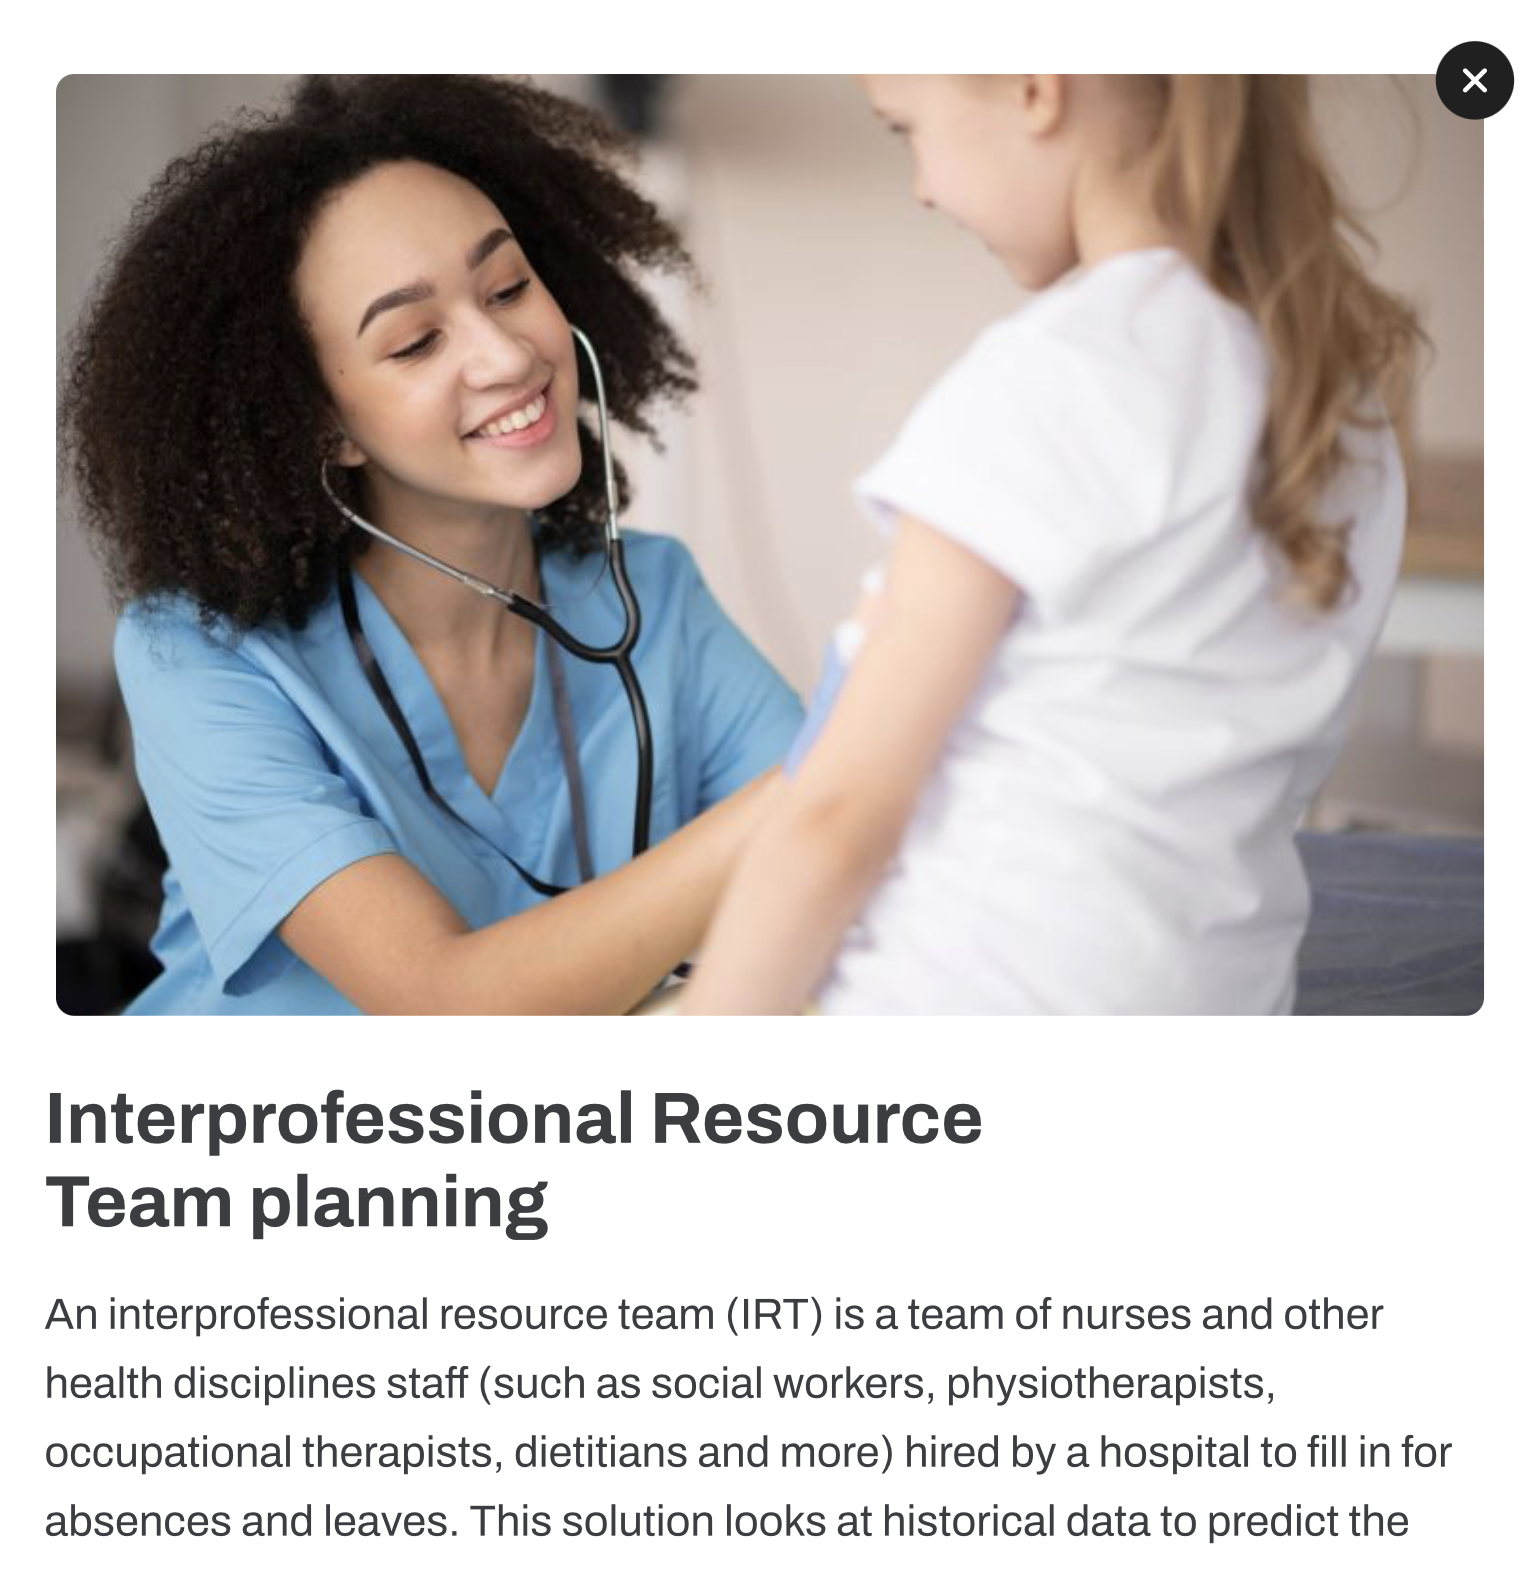 Interprofessional Resource
Team planning
An interprofessional resource team (IRT) is a team of nurses and other
health disciplines staff (such as social workers, physiotherapists,
occupational therapists, dietitians and more) hired by a hospital to fill in for
absences and leaves. This solution looks at historical data to predict the